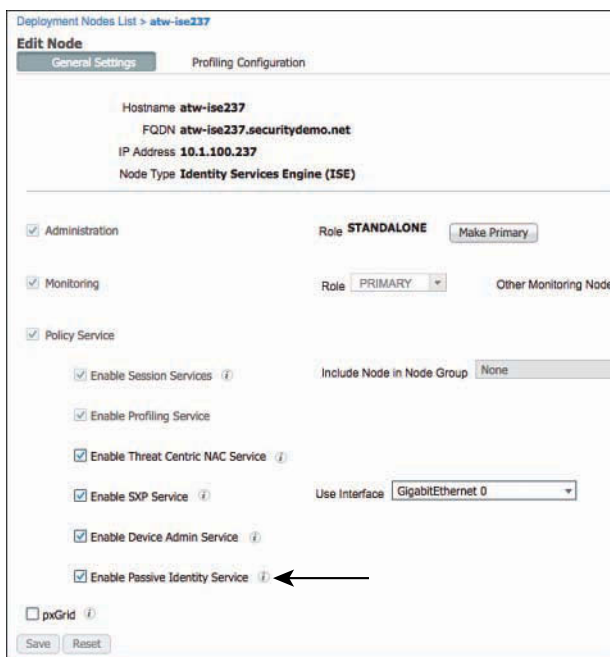 Deployment Nodes List > atw-ise237
Edit Node
General Settings Profiling Configuration
Hostname atw-ise237
FQDN atw-ise237.securitydemo.net
IP Address 10.1.100.237
Node Type Identity Services Engine (ISE)
Administration Role STANDALONE Make Primary
Monitoring Role PRIMARY Other Monitoring Node
Policy Service
Enable Session Services Include Node in Node Group None
Enable Profiling Service
Enable Threat Centric NAC Service
Enable SXP Service Use Interface GigabitEthernet 0
Enable Device Admin Service
Enable Passive Identity Service
pxGrid
Save Reset